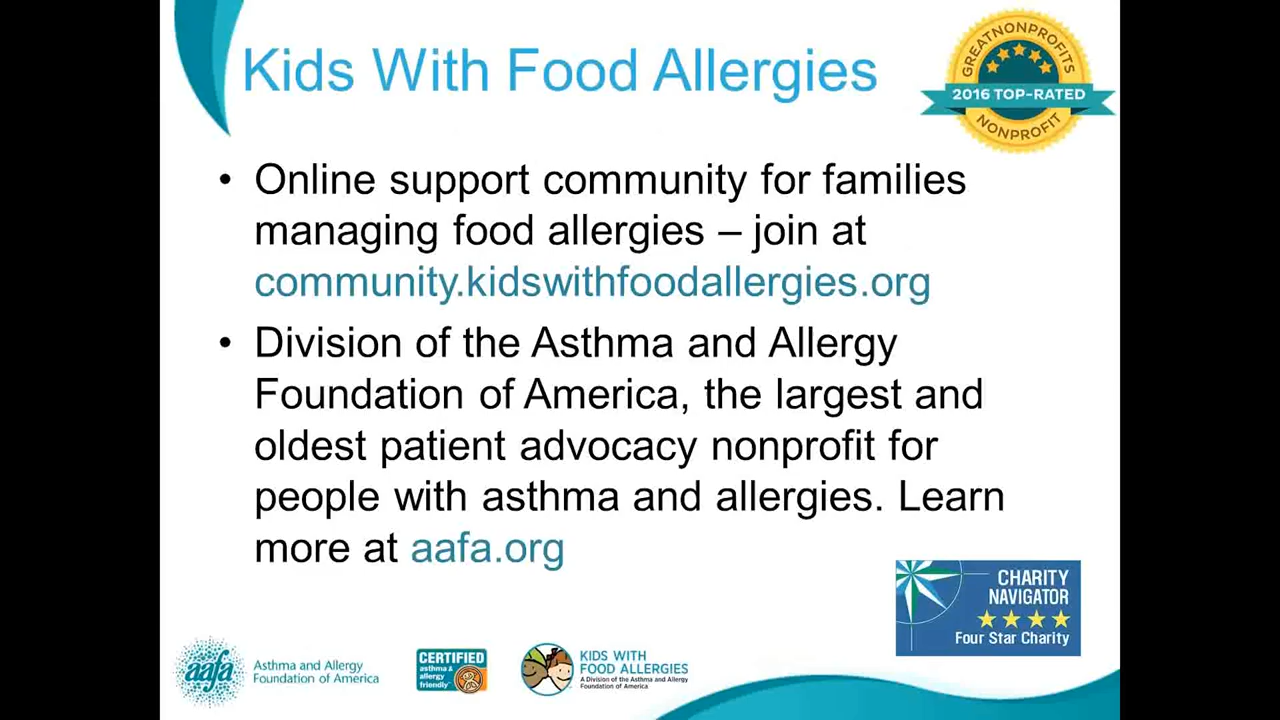 Kids With Food Allergies
GREATNONPROFITS
2016 TOP-RATED
NONPROFIT
• Online support community for families
managing food allergies – join at
community.kidswithfoodallergies.org
• Division of the Asthma and Allergy
Foundation of America, the largest and
oldest patient advocacy nonprofit for
people with asthma and allergies. Learn
more at aafa.org
CHARITY
NAVIGATOR
Four Star Charity
aafa
Asthma and Allergy
Foundation of America
CERTIFIED
asthma &
allergy
friendly™
KIDS WITH
FOOD ALLERGIES
A Division of the Asthma and Allergy
Foundation of America